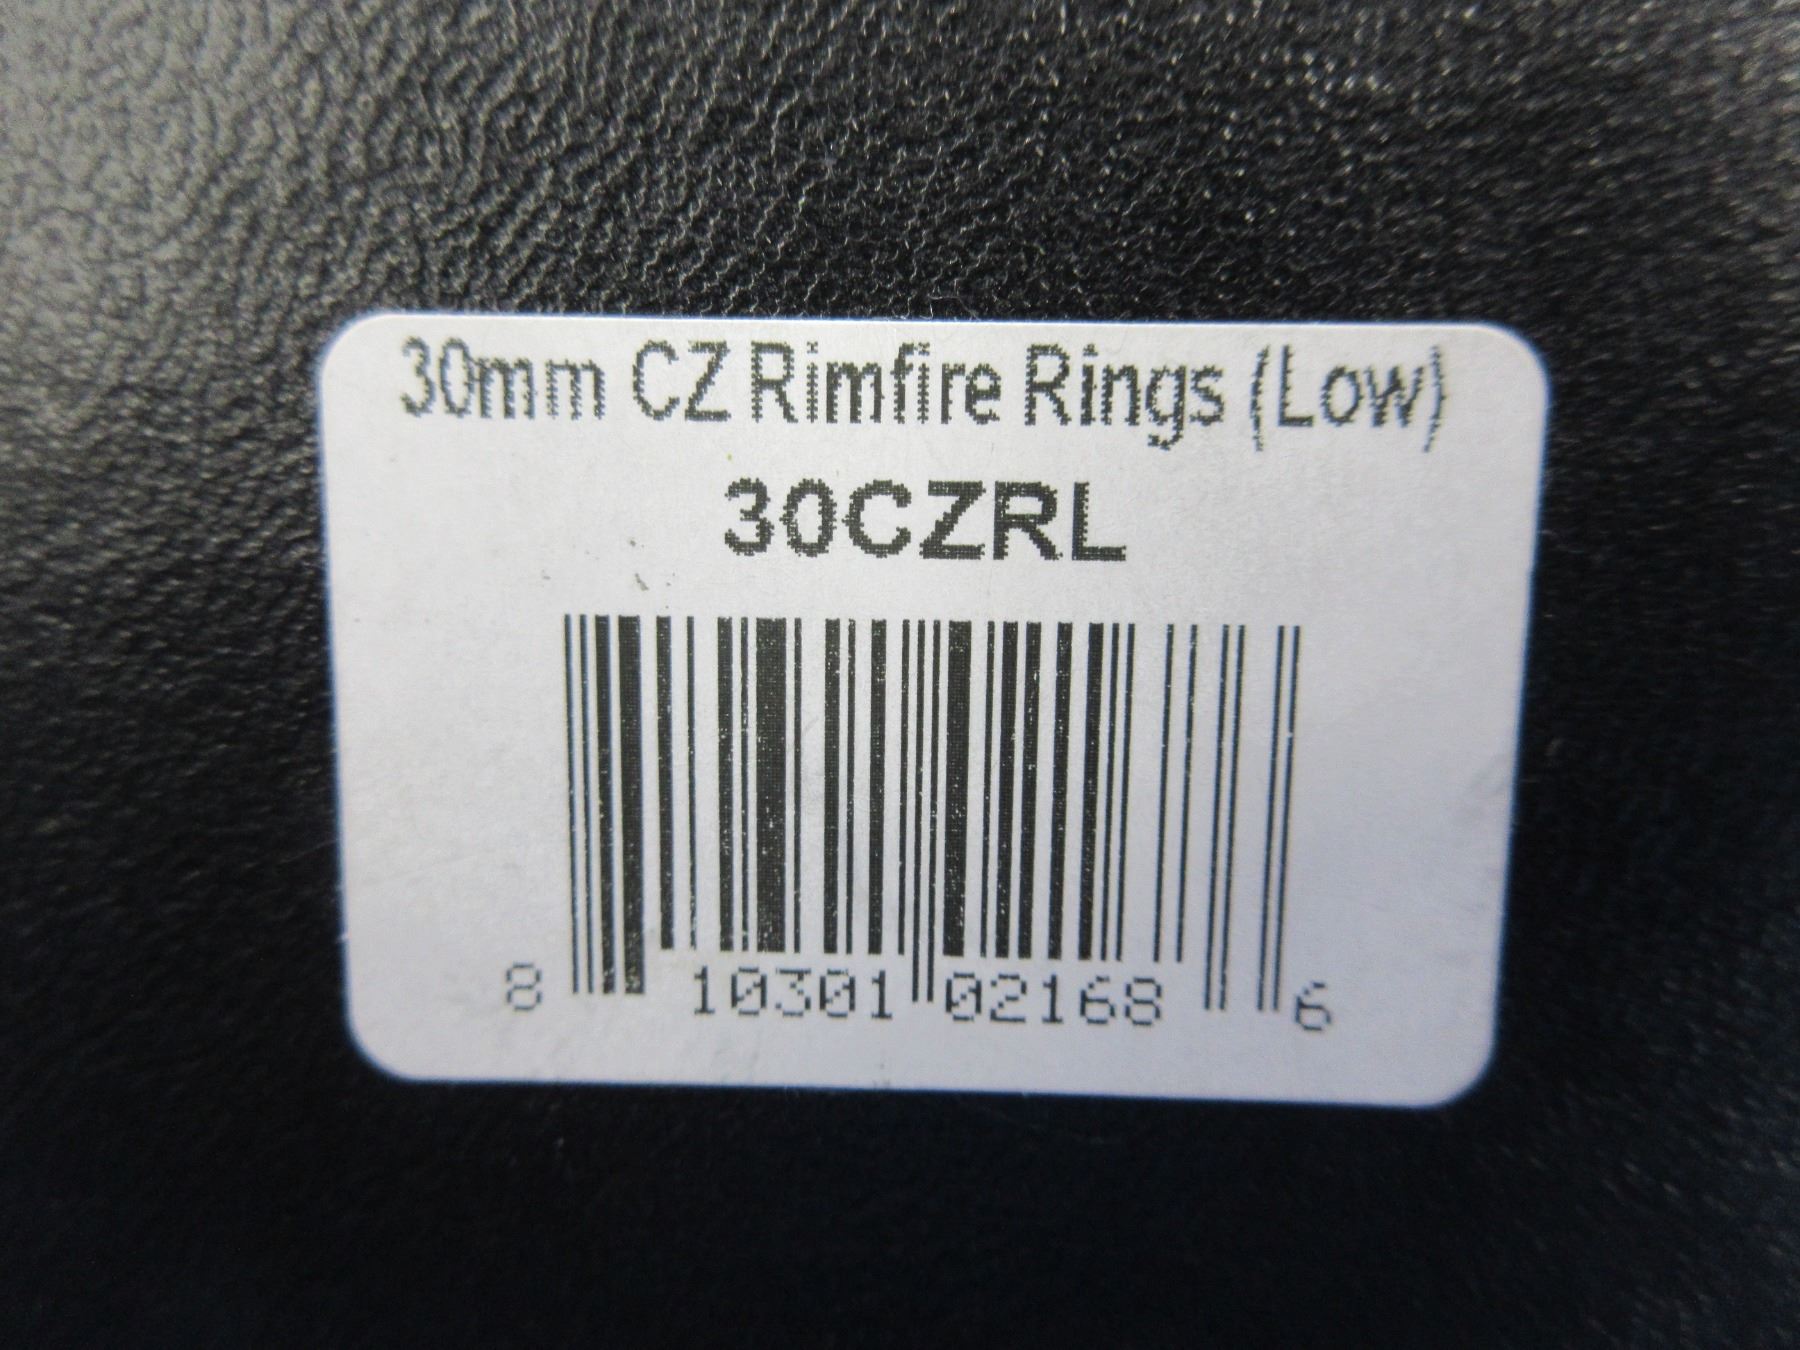 30mm CZ Rimfire Rings (Low)
30CZRL
8 10301 02168 6